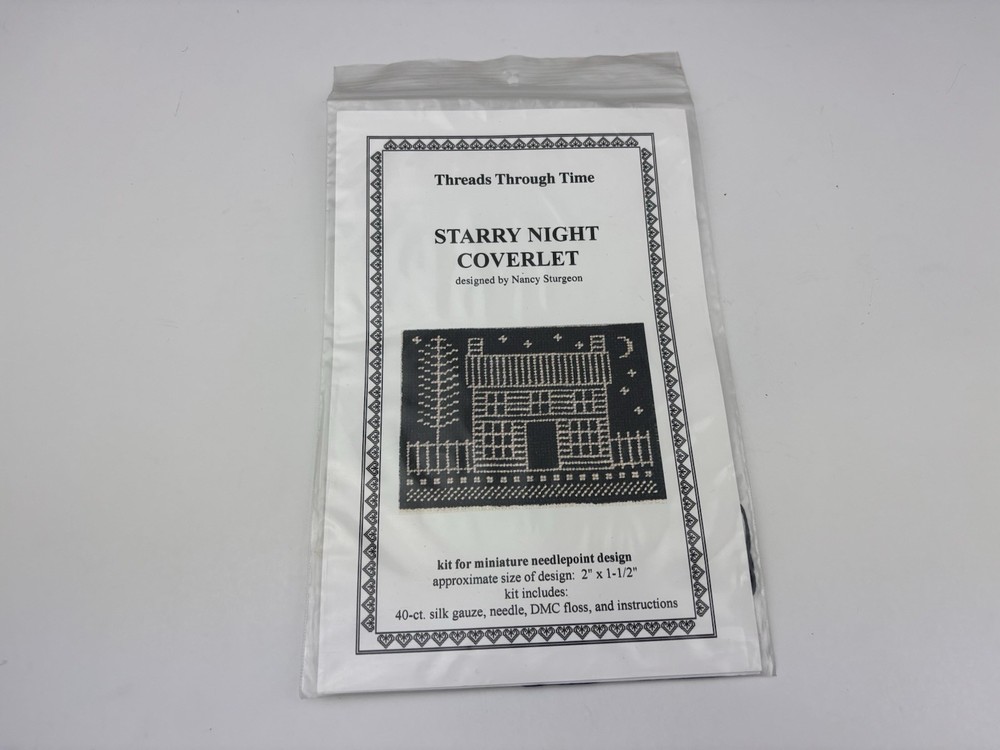 Threads Through Time
STARRY NIGHT
COVERLET
designed by Nancy Sturgeon
kit for miniature needlepoint design
approximate size of design: 2" x 1-1/2"
kit includes:
40-ct. silk gauze, needle, DMC floss, and instructions